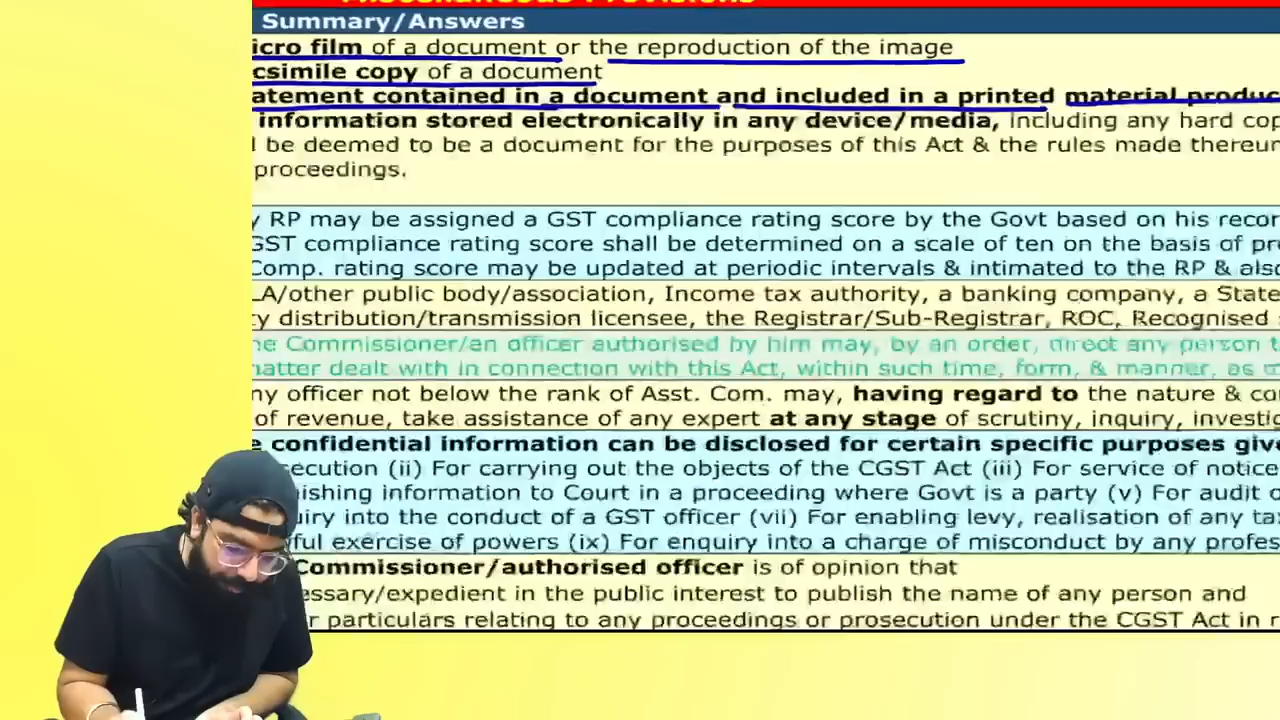 Miscellaneous Provisions
Summary/Answers
icro film of a document or the reproduction of the image
csimile copy of a document
atement contained in a document and included in a printed material produc
information stored electronically in any device/media, including any hard cop
l be deemed to be a document for the purposes of this Act & the rules made thereun
proceedings.
y RP may be assigned a GST compliance rating score by the Govt based on his recor
GST compliance rating score shall be determined on a scale of ten on the basis of pr
Comp. rating score may be updated at periodic intervals & intimated to the RP & also
LA/other public body/association, Income tax authority, a banking company, a State
ty distribution/transmission licensee, the Registrar/Sub-Registrar, ROC, Recognised
he Commissioner/an officer authorised by him may, by an order, direct any person t
matter dealt with in connection with this Act, within such time, form, & manner, as m
ny officer not below the rank of Asst. Com. may, having regard to the nature & co
of revenue, take assistance of any expert at any stage of scrutiny, inquiry, investig
e confidential information can be disclosed for certain specific purposes give
secution (ii) For carrying out the objects of the CGST Act (iii) For service of notice
ishing information to Court in a proceeding where Govt is a party (v) For audit o
uiry into the conduct of a GST officer (vii) For enabling levy, realisation of any tax
ful exercise of powers (ix) For enquiry into a charge of misconduct by any profes
Commissioner/authorised officer is of opinion that
essary/expedient in the public interest to publish the name of any person and
r particulars relating to any proceedings or prosecution under the CGST Act in r